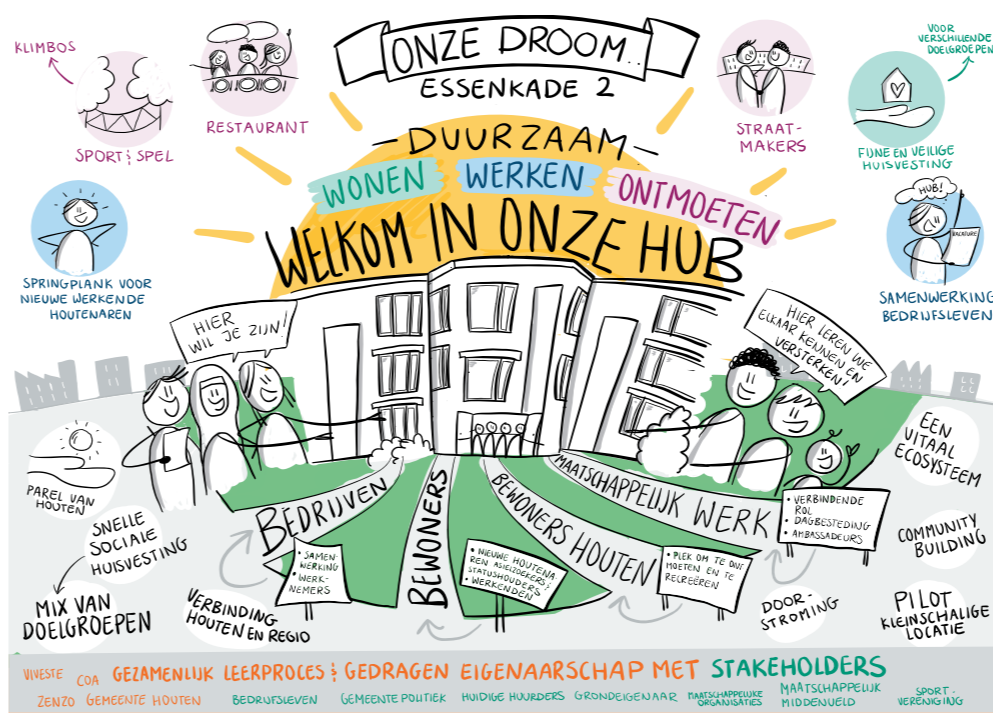 ONZE DROOM..
ESSENKADE 2
- DUURZAAM -
WONEN WERKEN ONTMOETEN
WELKOM IN ONZE HUB
KLIMBOS
SPORT & SPEL
RESTAURANT
STRAAT-
MAKERS
VOOR
VERSCHILLENDE
DOELGROEPEN
FIJNE EN VEILIGE
HUISVESTING
SPRINGPLANK VOOR
NIEUWE WERKENDE
HOUTENAREN
HUB!
VACATURE
SAMENWERKING
BEDRIJFSLEVEN
HIER
WIL JE ZIJN!
HIER LEREN WE
ELKAAR KENNEN EN
VERSTERKEN!
PAREL VAN
HOUTEN
SNELLE
SOCIALE
HUISVESTING
MIX VAN
DOELGROEPEN
VERBINDING
HOUTEN EN REGIO
BEDRIJVEN
• SAMEN-
WERKING
• WERK-
NEMERS
BEWONERS
• NIEUWE HOUTENA-
REN ASIELZOEKERS &
STATUSHOUDERS
• WERKENDEN
BEWONERS HOUTEN
• PLEK OM TE ONT
MOETEN EN TE
RECREËREN
MAATSCHAPPELIJK WERK
• VERBINDENDE
ROL
• DAGBESTEDING
• AMBASSADEURS
EEN
VITAAL
ECOSYSTEEM
COMMUNITY
BUILDING
DOOR-
STROMING
PILOT
KLEINSCHALIGE
LOCATIE
VIVESTE COA GEZAMENLIJK LEERPROCES & GEDRAGEN EIGENAARSCHAP MET STAKEHOLDERS
ZENZO GEMEENTE HOUTEN BEDRIJFSLEVEN GEMEENTE POLITIEK HUIDIGE HUURDERS GRONDEIGENAAR
MAATSCHAPPELIJKE
ORGANISATIES
MAATSCHAPPELIJK
MIDDENVELD
SPORT-
VERENIGING